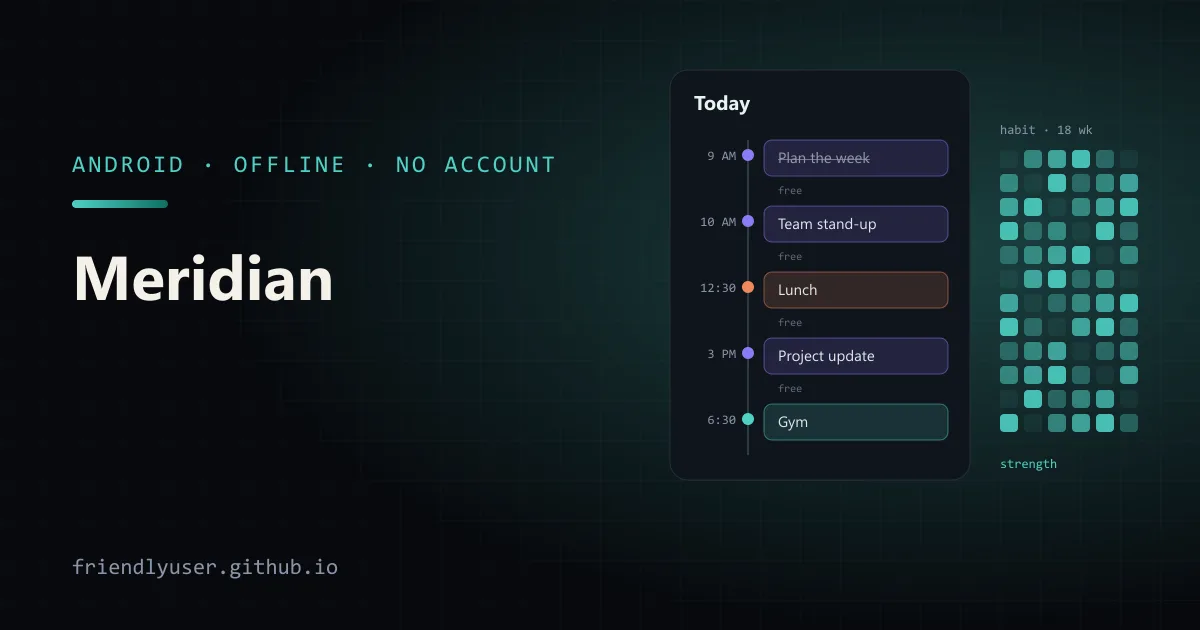 ANDROID · OFFLINE · NO ACCOUNT
Meridian
friendlyuser.github.io
Today
9 AM Plan the week
free
10 AM Team stand-up
free
12:30 Lunch
free
3 PM Project update
free
6:30 Gym
habit · 18 wk
strength